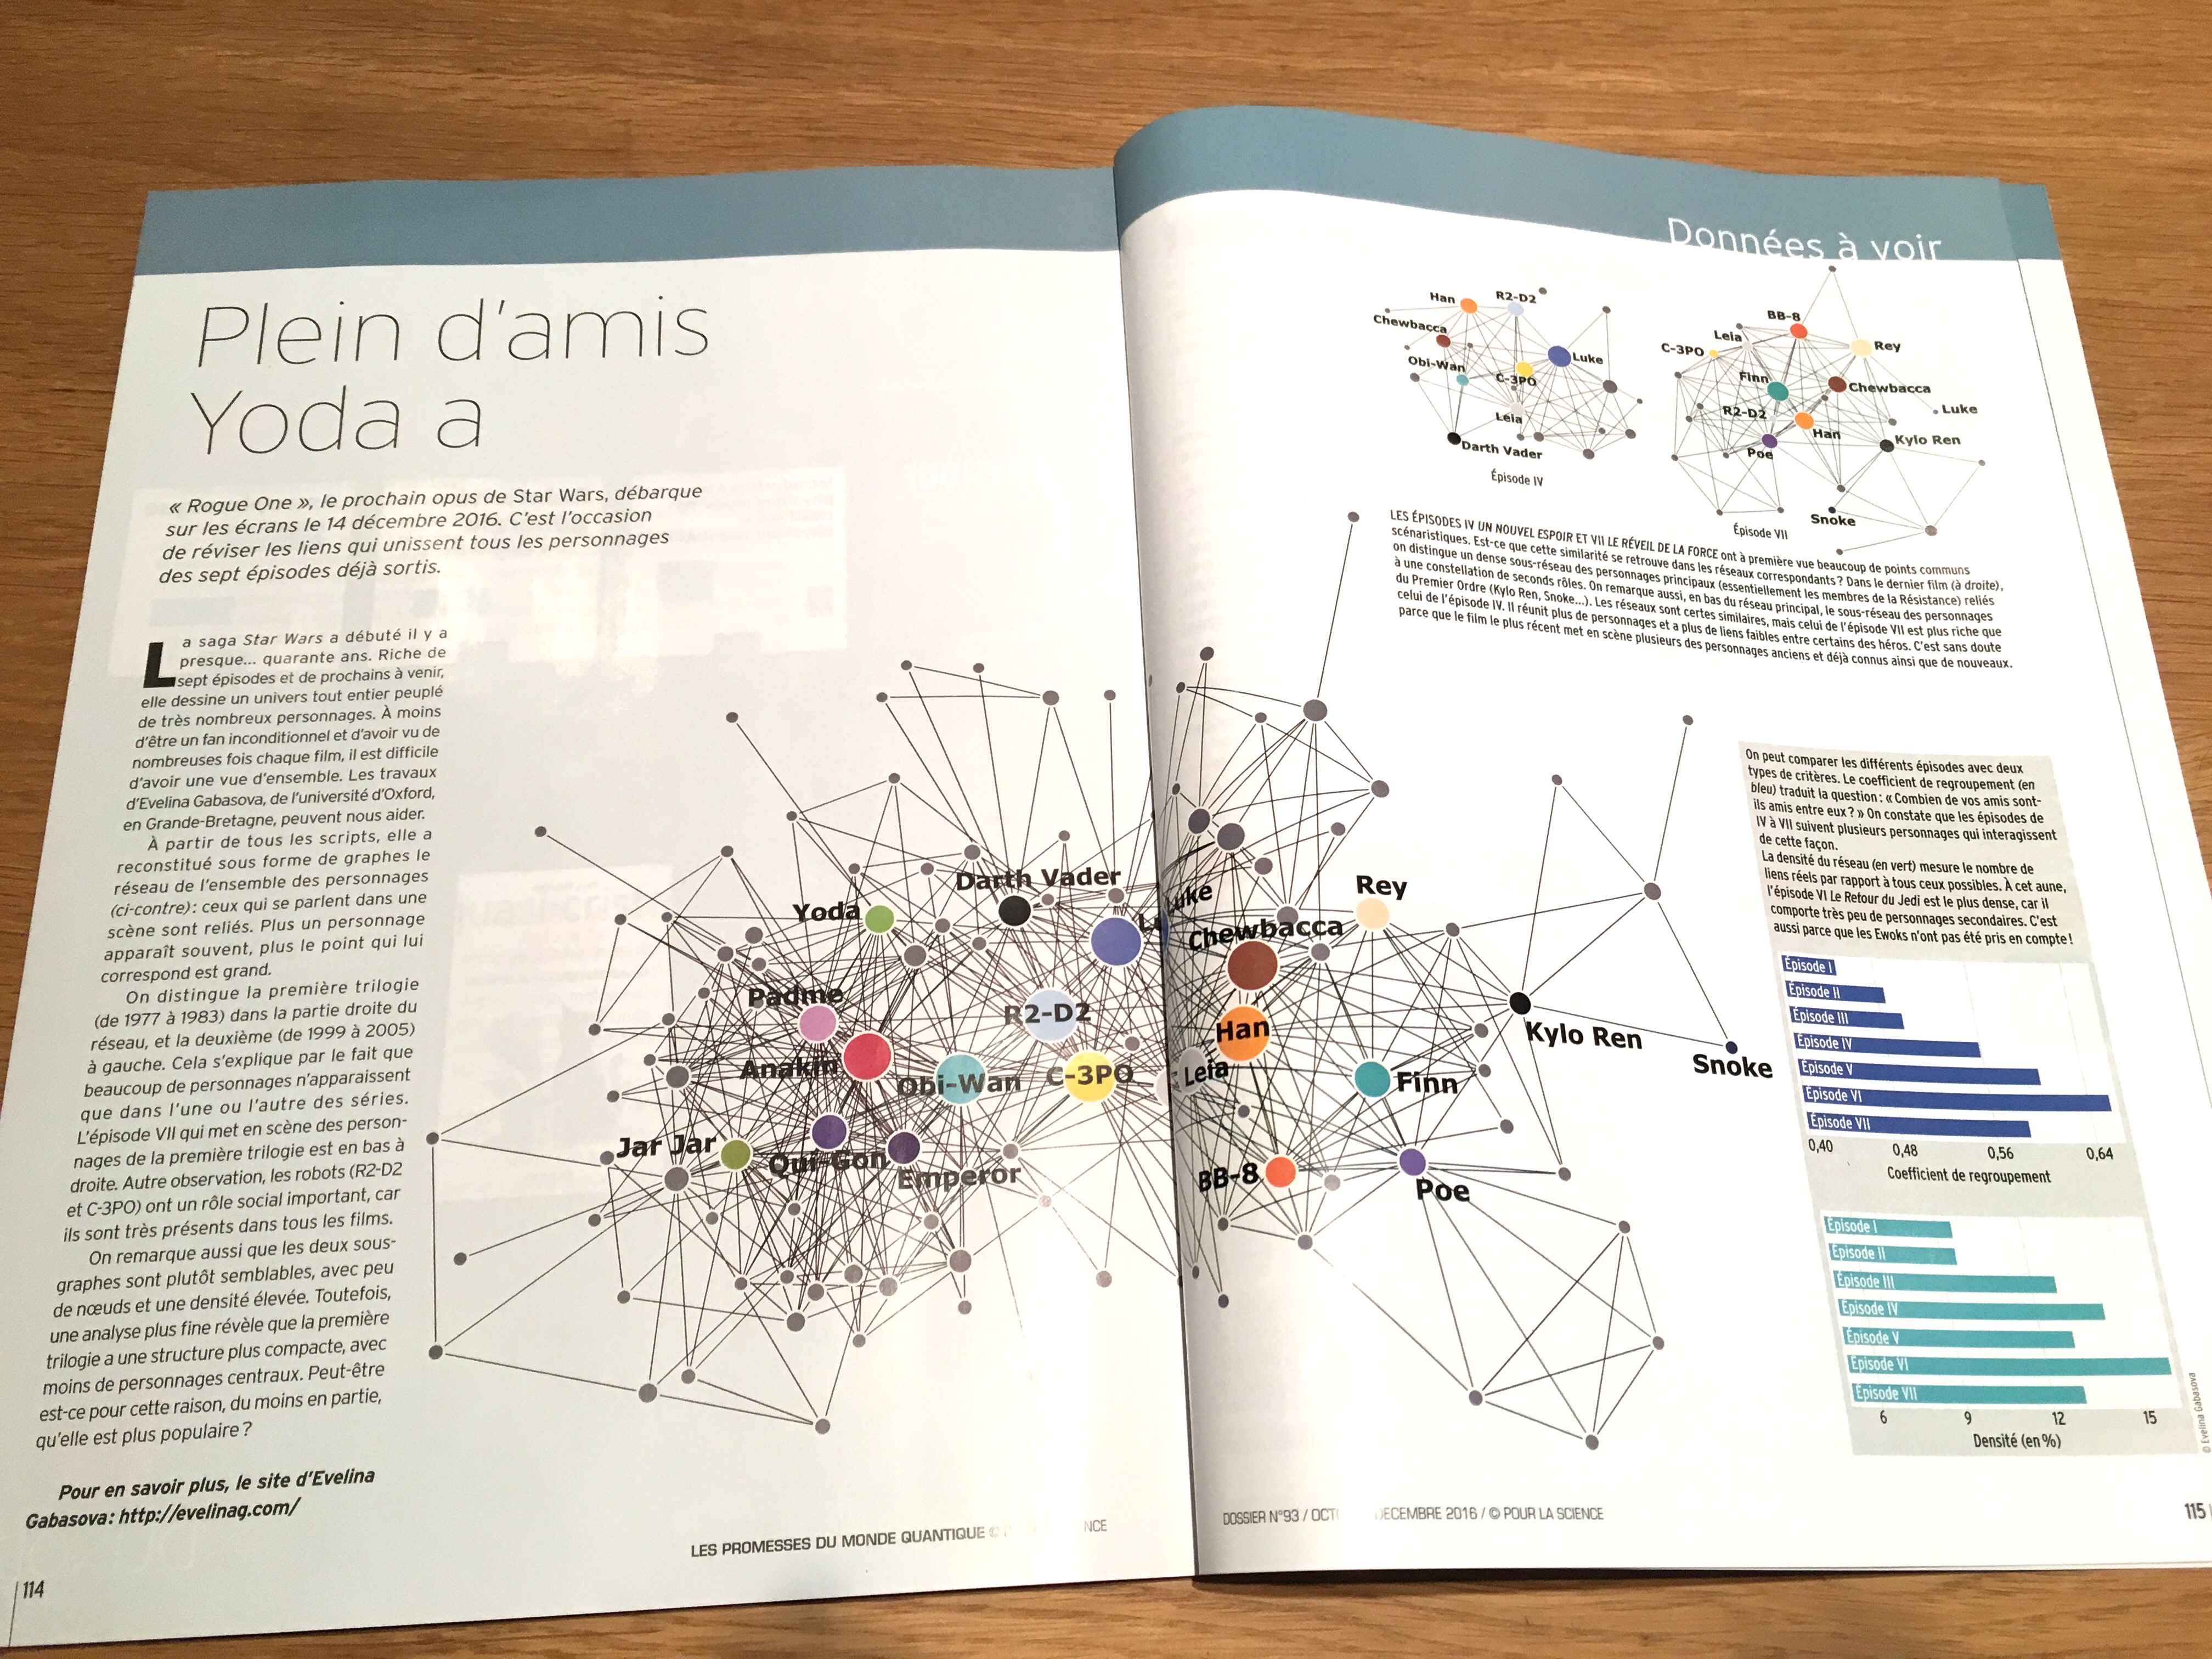 Plein d'amis
Yoda a
« Rogue One », le prochain opus de Star Wars, débarque
sur les écrans le 14 décembre 2016. C'est l'occasion
de réviser les liens qui unissent tous les personnages
des sept épisodes déjà sortis.
La saga Star Wars a débuté il y a
presque... quarante ans. Riche de
sept épisodes et de prochains à venir,
elle dessine un univers tout entier peuplé
de très nombreux personnages. À moins
d'être un fan inconditionnel et d'avoir vu de
nombreuses fois chaque film, il est difficile
d'avoir une vue d'ensemble. Les travaux
d'Evelina Gabasova, de l'université d'Oxford,
en Grande-Bretagne, peuvent nous aider.
À partir de tous les scripts, elle a
reconstitué sous forme de graphes le
réseau de l'ensemble des personnages
(ci-contre) : ceux qui se parlent dans une
scène sont reliés. Plus un personnage
apparaît souvent, plus le point qui lui
correspond est grand.
On distingue la première trilogie
(de 1977 à 1983) dans la partie droite du
réseau, et la deuxième (de 1999 à 2005)
à gauche. Cela s'explique par le fait que
beaucoup de personnages n'apparaissent
que dans l'une ou l'autre des séries.
L'épisode VII qui met en scène des person-
nages de la première trilogie est en bas à
droite. Autre observation, les robots (R2-D2
et C-3PO) ont un rôle social important, car
ils sont très présents dans tous les films.
On remarque aussi que les deux sous-
graphes sont plutôt semblables, avec peu
de nœuds et une densité élevée. Toutefois,
une analyse plus fine révèle que la première
trilogie a une structure plus compacte, avec
moins de personnages centraux. Peut-être
est-ce pour cette raison, du moins en partie,
qu'elle est plus populaire ?
Pour en savoir plus, le site d'Evelina
Gabasova : http://evelinag.com/
Darth Vader
Yoda
Luke
Padme
R2-D2
Anakin
Obi-Wan
C-3PO
Jar Jar
Qui-Gon
Emperor
LES PROMESSES DU MONDE QUANTIQUE ©
NCE
114
Données à voir
Han
R2-D2
Chewbacca
Luke
Obi-Wan
C-3PO
Leia
Darth Vader
Épisode IV
BB-8
Leia
Rey
C-3PO
Finn
Chewbacca
R2-D2
Luke
Han
Kylo Ren
Poe
Snoke
Épisode VII
LES ÉPISODES IV UN NOUVEL ESPOIR ET VII LE RÉVEIL DE LA FORCE ont à première vue beaucoup de points communs
scénaristiques. Est-ce que cette similarité se retrouve dans les réseaux correspondants ? Dans le dernier film (à droite),
on distingue un dense sous-réseau des personnages principaux (essentiellement les membres de la Résistance) reliés
à une constellation de seconds rôles. On remarque aussi, en bas du réseau principal, le sous-réseau des personnages
du Premier Ordre (Kylo Ren, Snoke...). Les réseaux sont certes similaires, mais celui de l'épisode VII est plus riche que
celui de l'épisode IV. Il réunit plus de personnages et a plus de liens faibles entre certains des héros. C'est sans doute
parce que le film le plus récent met en scène plusieurs des personnages anciens et déjà connus ainsi que de nouveaux.
Rey
Chewbacca
Han
Kylo Ren
Leia
Finn
Snoke
BB-8
Poe
On peut comparer les différents épisodes avec deux
types de critères. Le coefficient de regroupement (en
bleu) traduit la question : « Combien de vos amis sont-
ils amis entre eux ? » On constate que les épisodes de
IV à VII suivent plusieurs personnages qui interagissent
de cette façon.
La densité du réseau (en vert) mesure le nombre de
liens réels par rapport à tous ceux possibles. À cet aune,
l'épisode VI Le Retour du Jedi est le plus dense, car il
comporte très peu de personnages secondaires. C'est
aussi parce que les Ewoks n'ont pas été pris en compte !
Épisode I
Épisode II
Épisode III
Épisode IV
Épisode V
Épisode VI
Épisode VII
0,40 0,48 0,56 0,64
Coefficient de regroupement
Épisode I
Épisode II
Épisode III
Épisode IV
Épisode V
Épisode VI
Épisode VII
6 9 12 15
Densité (en %)
© Evelina Gabasova
DOSSIER N°93 / OCT
DECEMBRE 2016 / © POUR LA SCIENCE
115